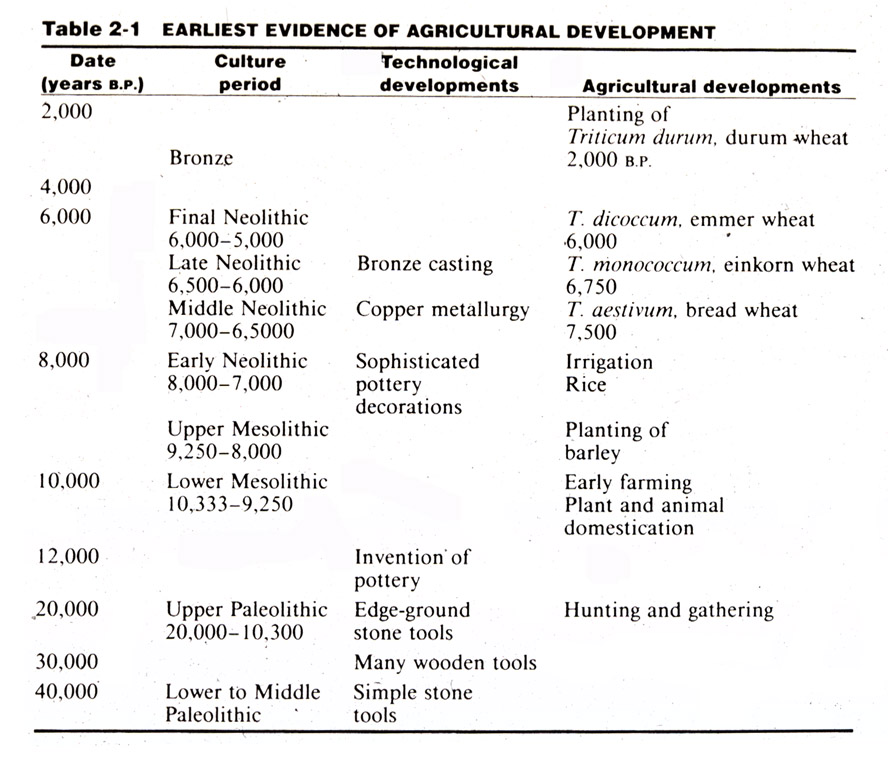 Table 2-1 EARLIEST EVIDENCE OF AGRICULTURAL DEVELOPMENT
Date Culture Technological
(years B.P.) period developments Agricultural developments
2,000 Planting of
Triticum durum, durum wheat
Bronze 2,000 B.P.
4,000
6,000 Final Neolithic T. dicoccum, emmer wheat
6,000–5,000 6,000
Late Neolithic Bronze casting T. monococcum, einkorn wheat
6,500–6,000 6,750
Middle Neolithic Copper metallurgy T. aestivum, bread wheat
7,000–6,5000 7,500
8,000 Early Neolithic Sophisticated Irrigation
8,000–7,000 pottery Rice
decorations
Upper Mesolithic Planting of
9,250–8,000 barley
10,000 Lower Mesolithic Early farming
10,333–9,250 Plant and animal
domestication
12,000 Invention of
pottery
20,000 Upper Paleolithic Edge-ground Hunting and gathering
20,000–10,300 stone tools
30,000 Many wooden tools
40,000 Lower to Middle Simple stone
Paleolithic tools